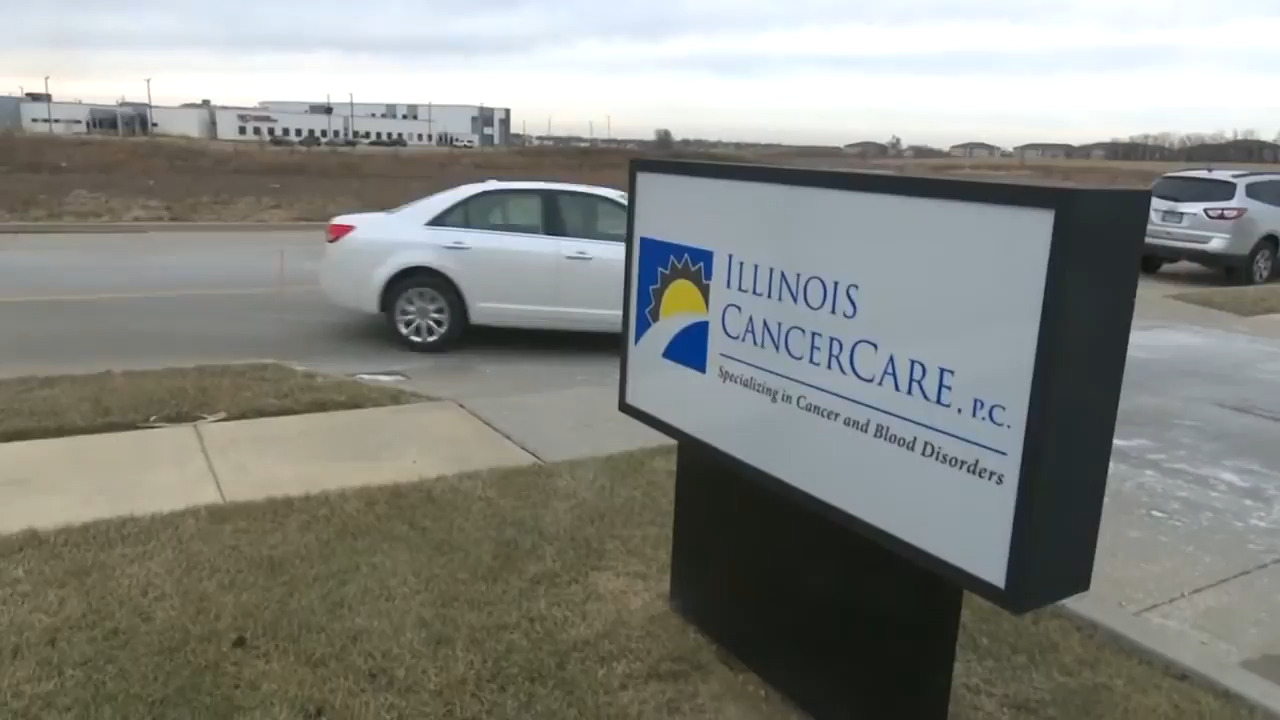 ILLINOIS
CANCERCARE, P.C.
Specializing in Cancer and Blood Disorders